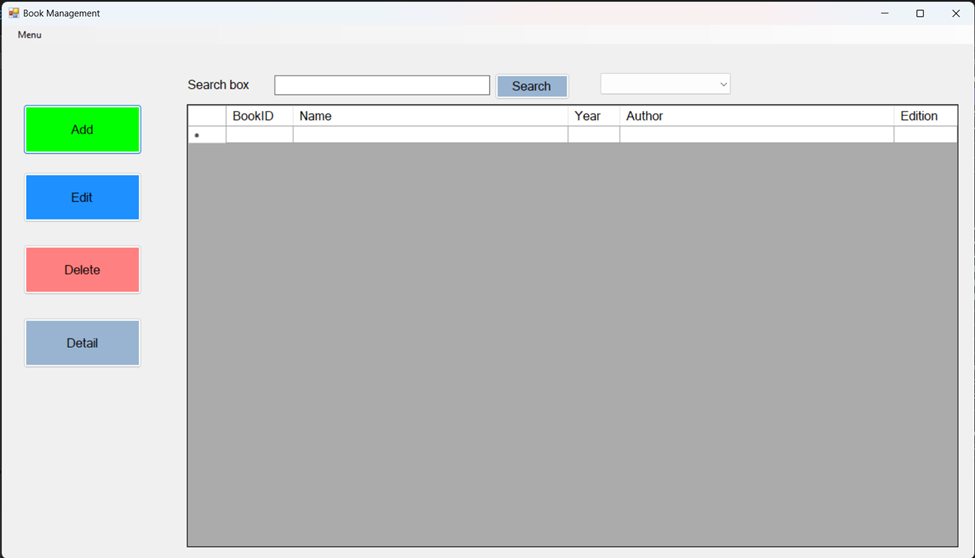 Book Management
Menu
Search box
Search
Add
Edit
Delete
Detail
BookID Name Year Author Edition